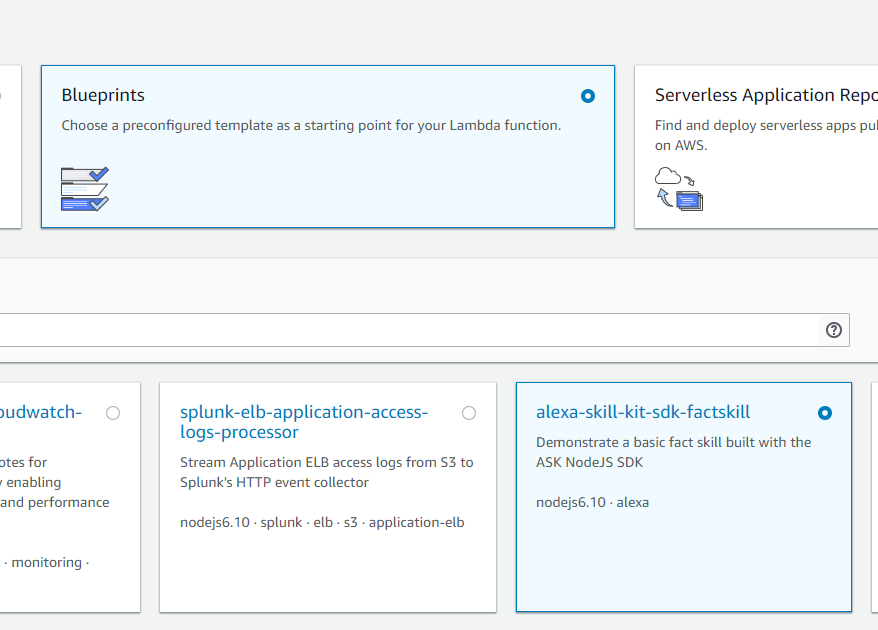 Blueprints
Choose a preconfigured template as a starting point for your Lambda function.
Serverless Application Repo
Find and deploy serverless apps pu
on AWS.
oudwatch-
otes for
y enabling
and performance
· monitoring ·
splunk-elb-application-access-
logs-processor
Stream Application ELB access logs from S3 to
Splunk's HTTP event collector
nodejs6.10 · splunk · elb · s3 · application-elb
alexa-skill-kit-sdk-factskill
Demonstrate a basic fact skill built with the
ASK NodeJS SDK
nodejs6.10 · alexa